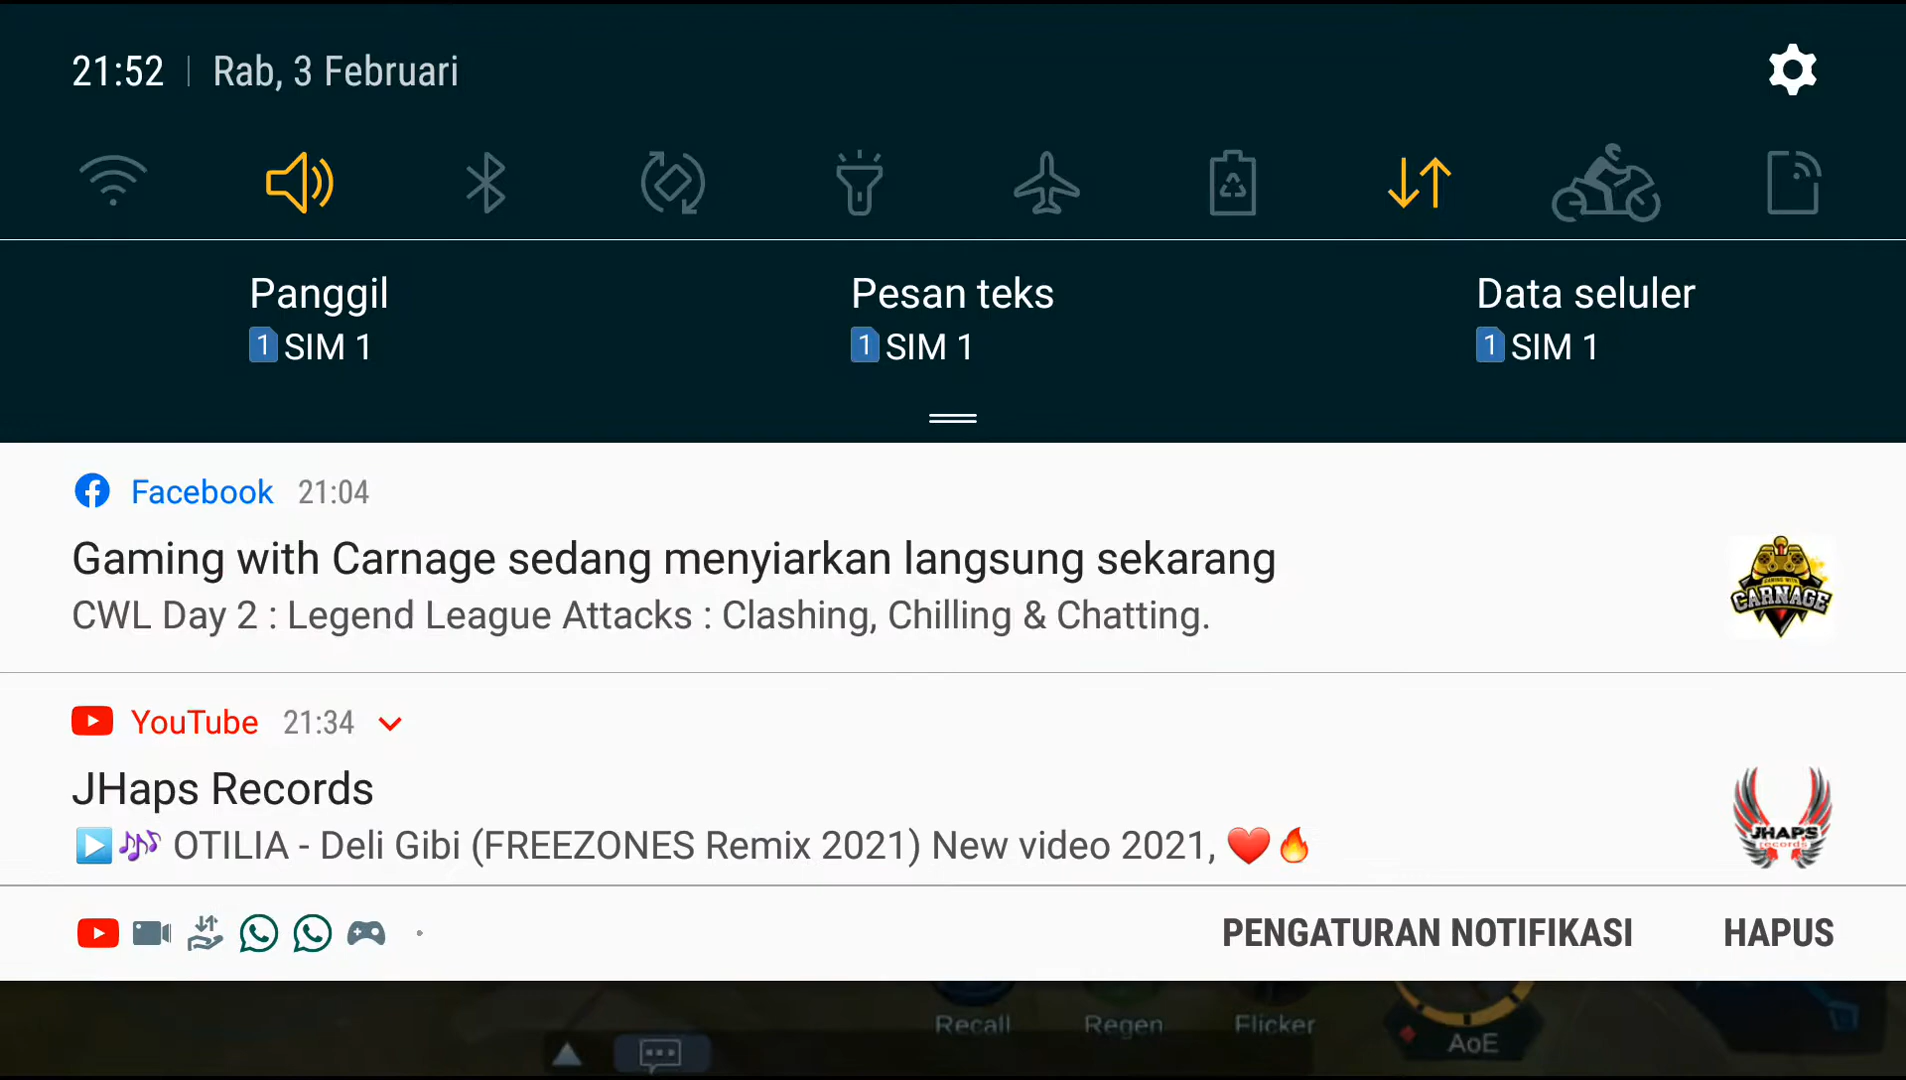 21:52 | Rab, 3 Februari
Panggil
1 SIM 1
Pesan teks
1 SIM 1
Data seluler
1 SIM 1
Facebook 21:04
Gaming with Carnage sedang menyiarkan langsung sekarang
CWL Day 2 : Legend League Attacks : Clashing, Chilling & Chatting.
GAMING WITH
CARNAGE
YouTube 21:34
JHaps Records
▶️🎶 OTILIA - Deli Gibi (FREEZONES Remix 2021) New video 2021, ❤️🔥
JHAPS
records
PENGATURAN NOTIFIKASI HAPUS
Recall Regen Flicker AoE